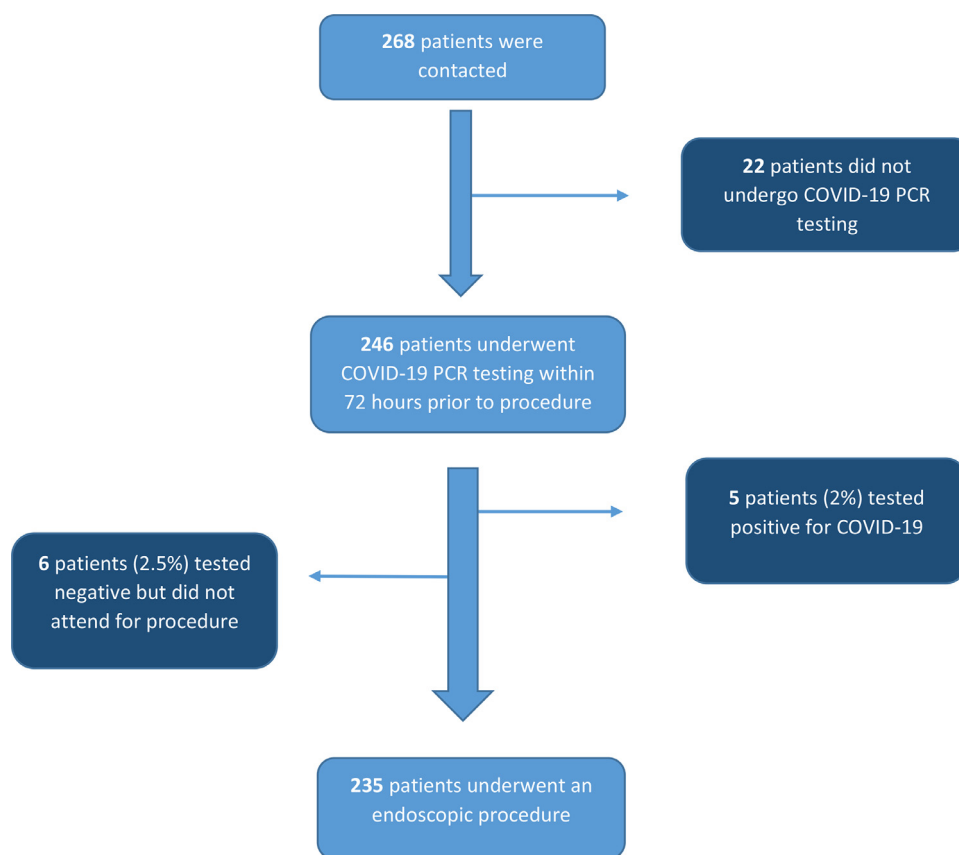 268 patients were
contacted
22 patients did not
undergo COVID-19 PCR
testing
246 patients underwent
COVID-19 PCR testing within
72 hours prior to procedure
5 patients (2%) tested
positive for COVID-19
6 patients (2.5%) tested
negative but did not
attend for procedure
235 patients underwent an
endoscopic procedure